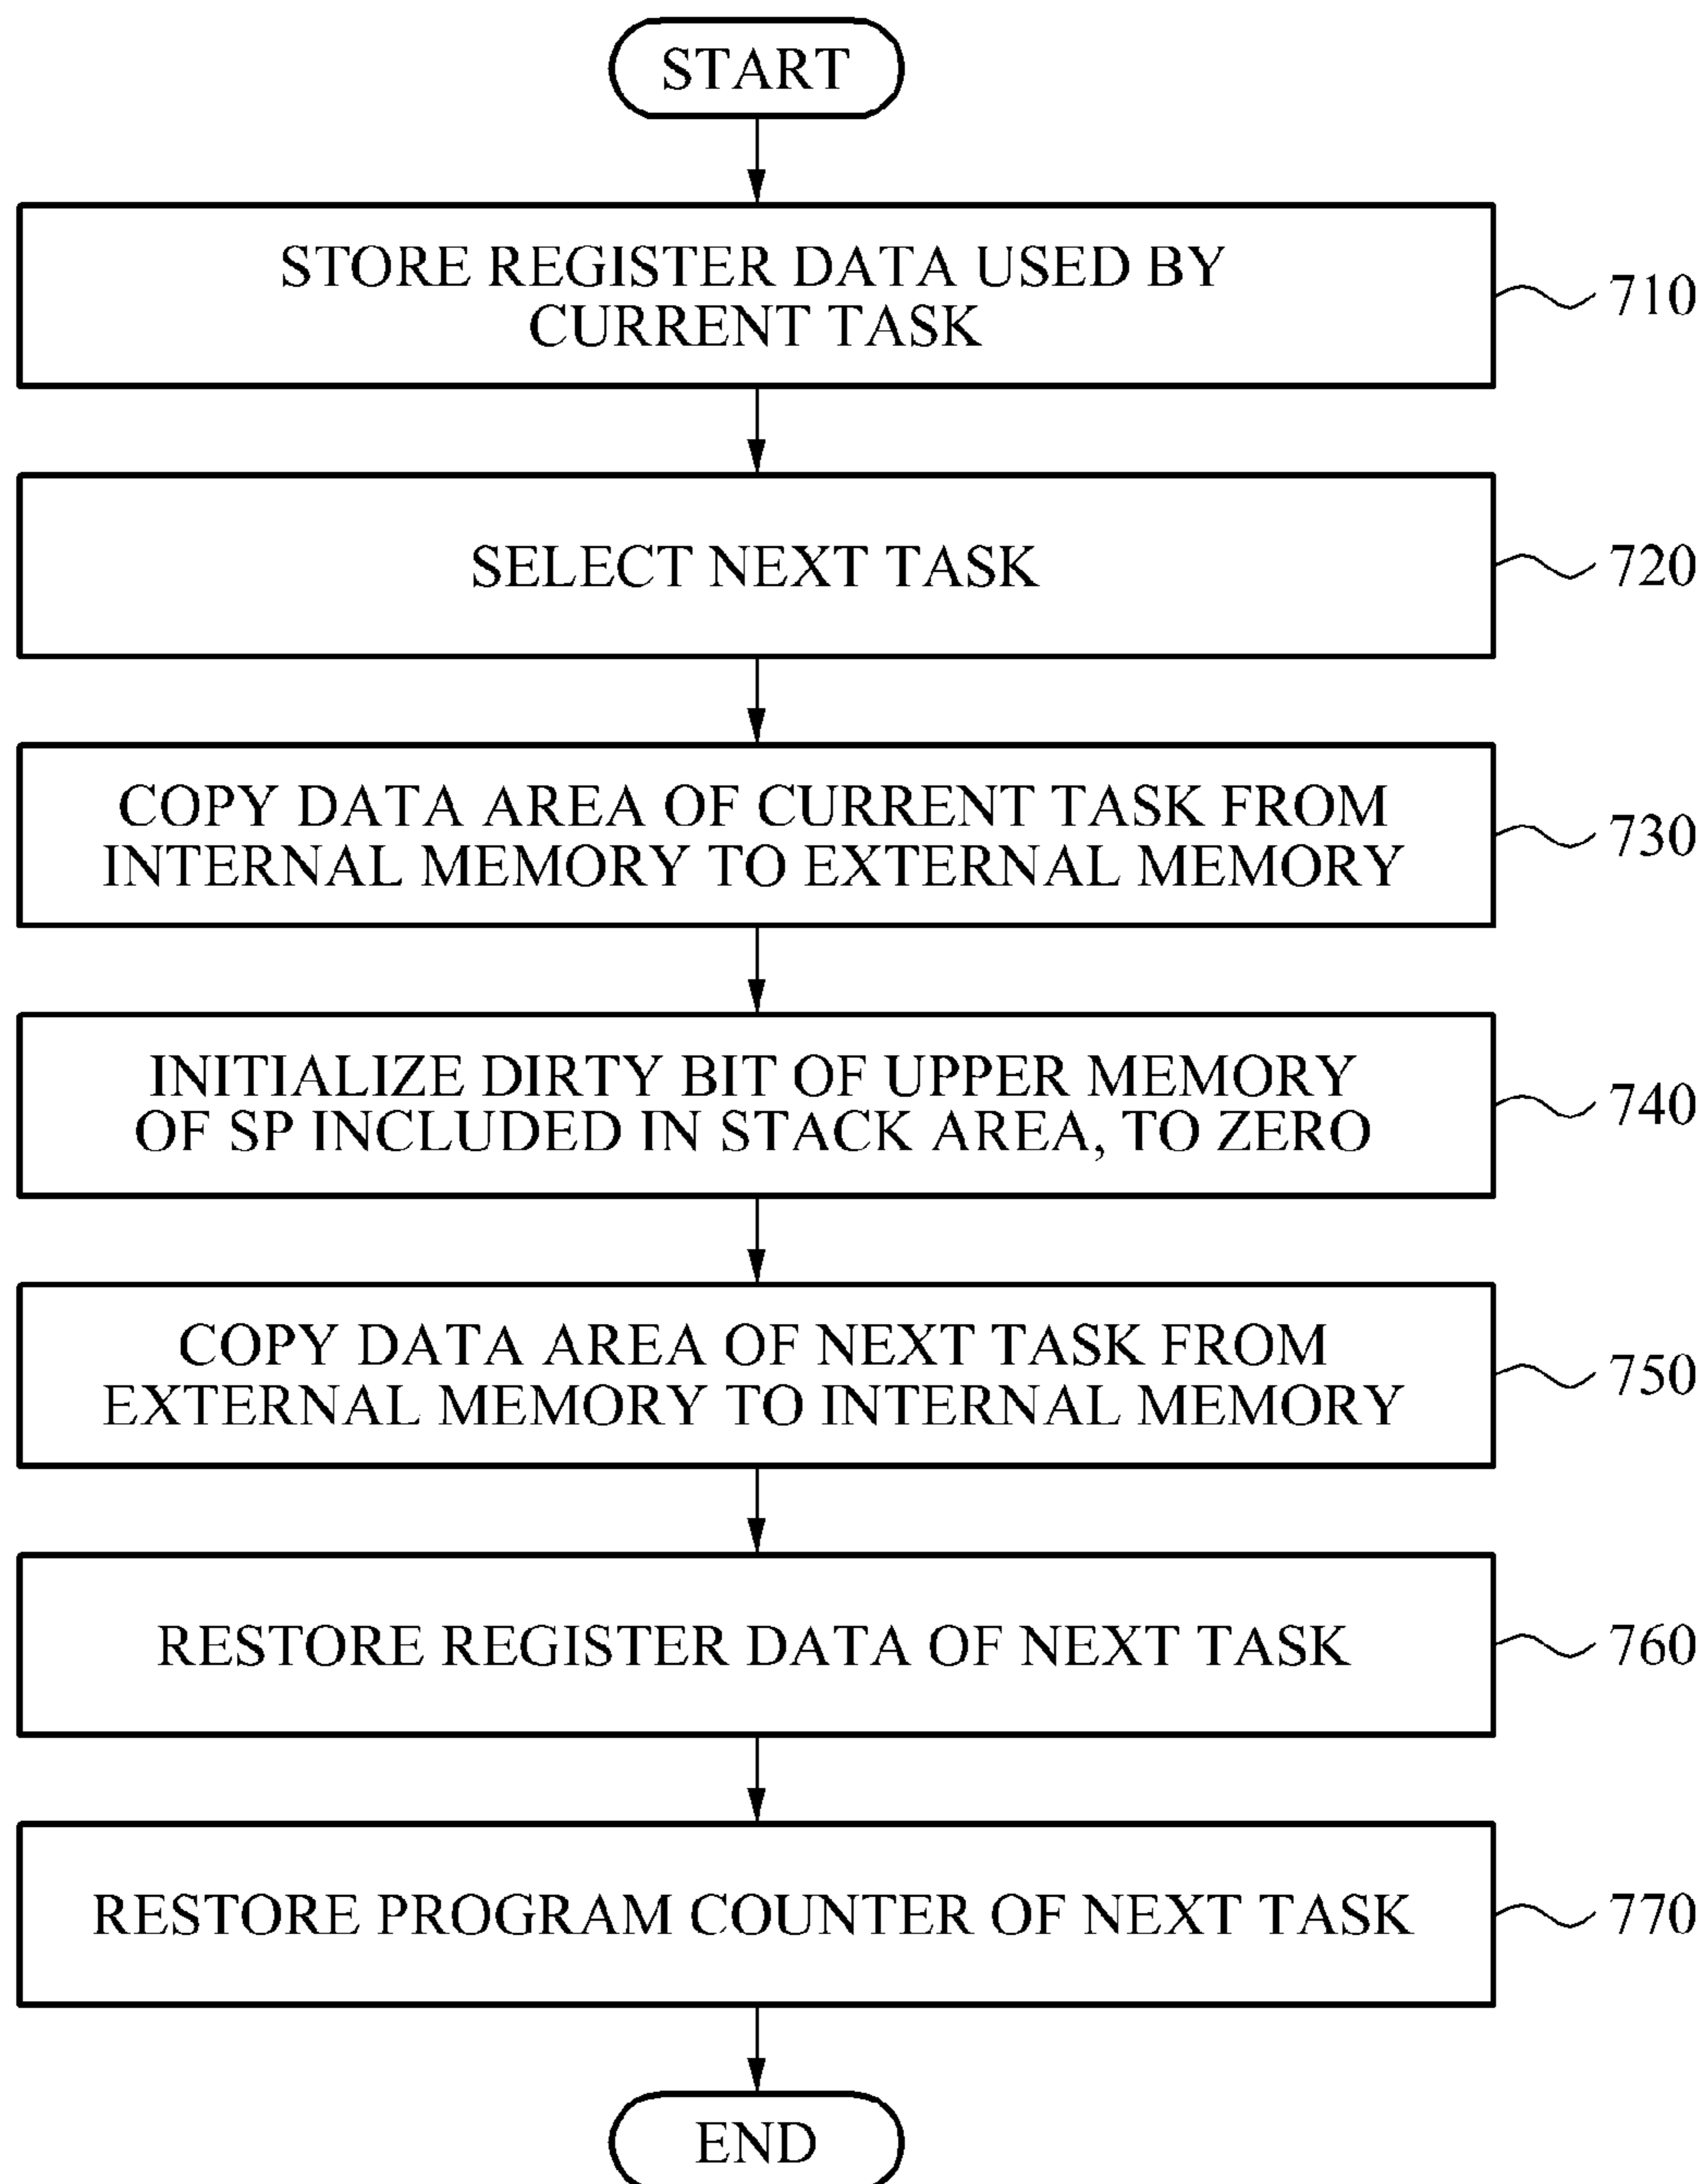 START
STORE REGISTER DATA USED BY
CURRENT TASK
710
SELECT NEXT TASK
720
COPY DATA AREA OF CURRENT TASK FROM
INTERNAL MEMORY TO EXTERNAL MEMORY
730
INITIALIZE DIRTY BIT OF UPPER MEMORY
OF SP INCLUDED IN STACK AREA, TO ZERO
740
COPY DATA AREA OF NEXT TASK FROM
EXTERNAL MEMORY TO INTERNAL MEMORY
750
RESTORE REGISTER DATA OF NEXT TASK
760
RESTORE PROGRAM COUNTER OF NEXT TASK
770
END